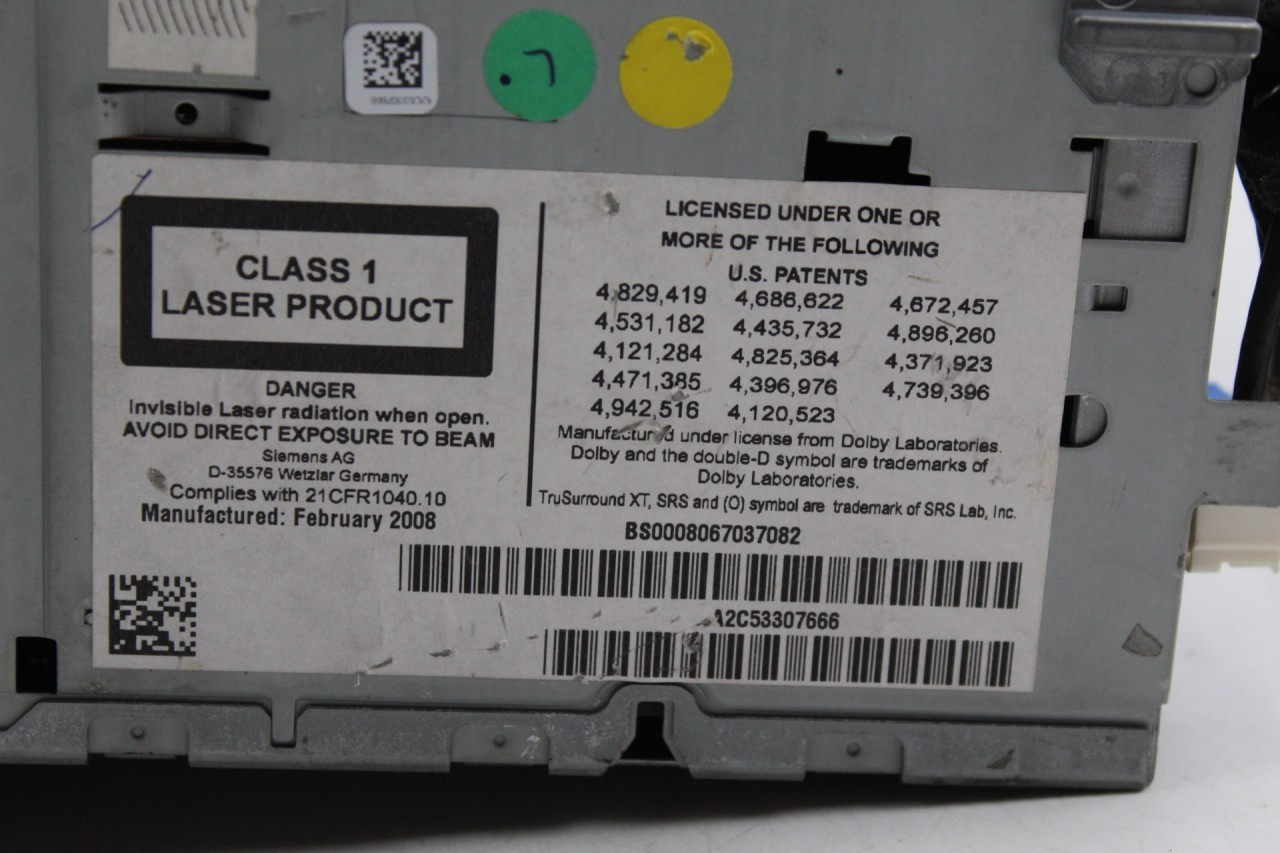 CLASS 1
LASER PRODUCT
DANGER
Invisible Laser radiation when open.
AVOID DIRECT EXPOSURE TO BEAM
Siemens AG
D-35576 Wetzlar Germany
Complies with 21CFR1040.10
Manufactured: February 2008
LICENSED UNDER ONE OR
MORE OF THE FOLLOWING
U.S. PATENTS
4,829,419 4,686,622 4,672,457
4,531,182 4,435,732 4,896,260
4,121,284 4,825,364 4,371,923
4,471,385 4,396,976 4,739,396
4,942,516 4,120,523
Manufactured under license from Dolby Laboratories.
Dolby and the double-D symbol are trademarks of
Dolby Laboratories.
TruSurround XT, SRS and (O) symbol are trademark of SRS Lab, Inc.
BS0008067037082
A2C53307666